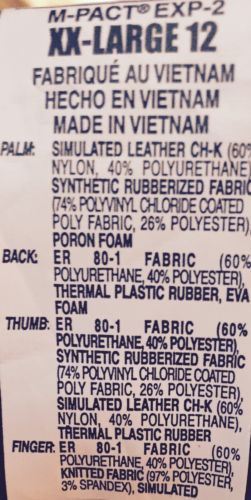 M-PACT® EXP-2
XX-LARGE 12
FABRIQUÉ AU VIETNAM
HECHO EN VIETNAM
MADE IN VIETNAM
PALM: SIMULATED LEATHER CH-K (60%
NYLON, 40% POLYURETHANE)
SYNTHETIC RUBBERIZED FABRIC
(74% POLYVINYL CHLORIDE COATED
POLY FABRIC, 26% POLYESTER),
PORON FOAM
BACK: ER 80-1 FABRIC (60%
POLYURETHANE, 40% POLYESTER),
THERMAL PLASTIC RUBBER, EVA
FOAM
THUMB: ER 80-1 FABRIC (60%
POLYURETHANE, 40% POLYESTER),
SYNTHETIC RUBBERIZED FABRIC
(74% POLYVINYL CHLORIDE COATED
POLY FABRIC, 26% POLYESTER),
SIMULATED LEATHER CH-K (60%
NYLON, 40% POLYURETHANE),
THERMAL PLASTIC RUBBER
FINGER: ER 80-1 FABRIC (60%
POLYURETHANE, 40% POLYESTER),
KNITTED FABRIC (97% POLYESTER,
3% SPANDEX), SIMULATED